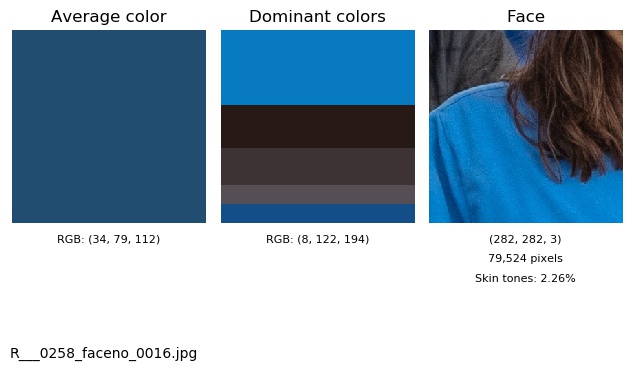 Average color
Dominant colors
Face
RGB: (34, 79, 112)
RGB: (8, 122, 194)
(282, 282, 3)
79,524 pixels
Skin tones: 2.26%
R___0258_faceno_0016.jpg